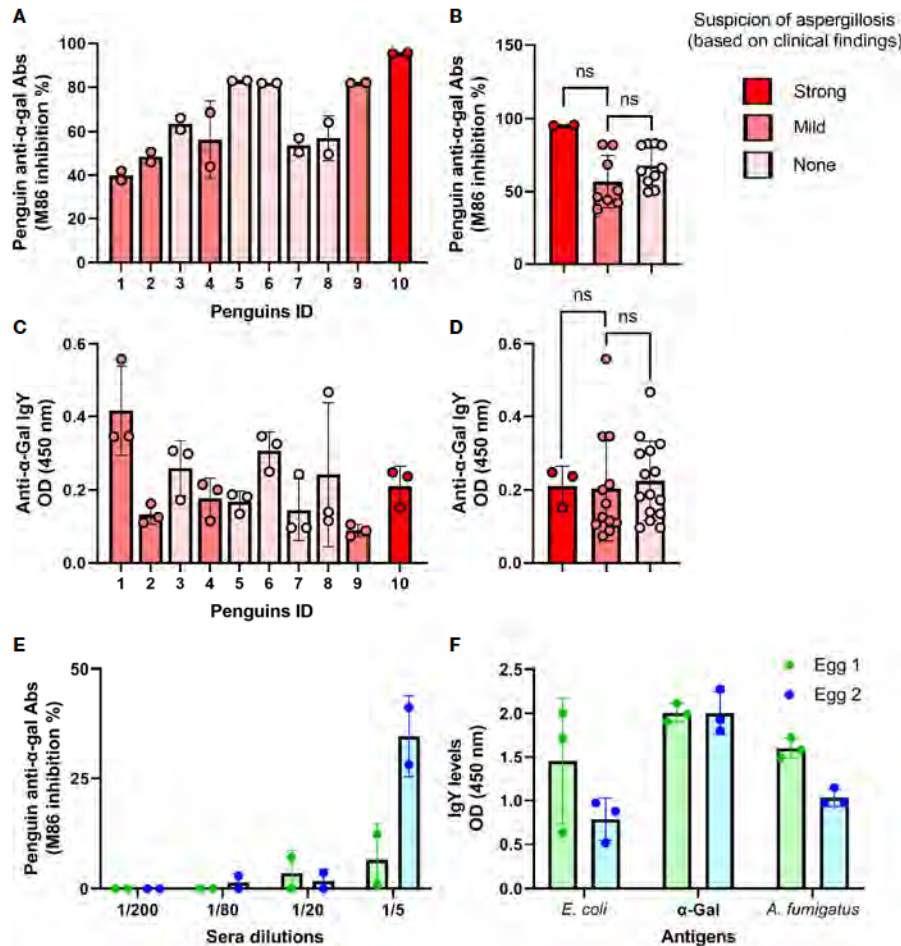 A
Penguin anti-α-gal Abs
(M86 inhibition %)
100
80
60
40
20
0
1 2 3 4 5 6 7 8 9 10
Penguins ID
B
Penguin anti-α-gal Abs
(M86 inhibition %)
150
100
50
0
ns
ns
Suspicion of aspergillosis
(based on clinical findings)
Strong
Mild
None
C
Anti-α-Gal IgY
OD (450 nm)
0.6
0.4
0.2
0.0
1 2 3 4 5 6 7 8 9 10
Penguins ID
D
Anti-α-Gal IgY
OD (450 nm)
0.6
0.4
0.2
0.0
ns
ns
E
Penguin anti-α-gal Abs
(M86 inhibition %)
50
25
0
1/200 1/80 1/20 1/5
Sera dilutions
F
IgY levels
OD (450 nm)
2.5
2.0
1.5
1.0
0.5
0.0
Egg 1
Egg 2
E. coli α-Gal A. fumigatus
Antigens